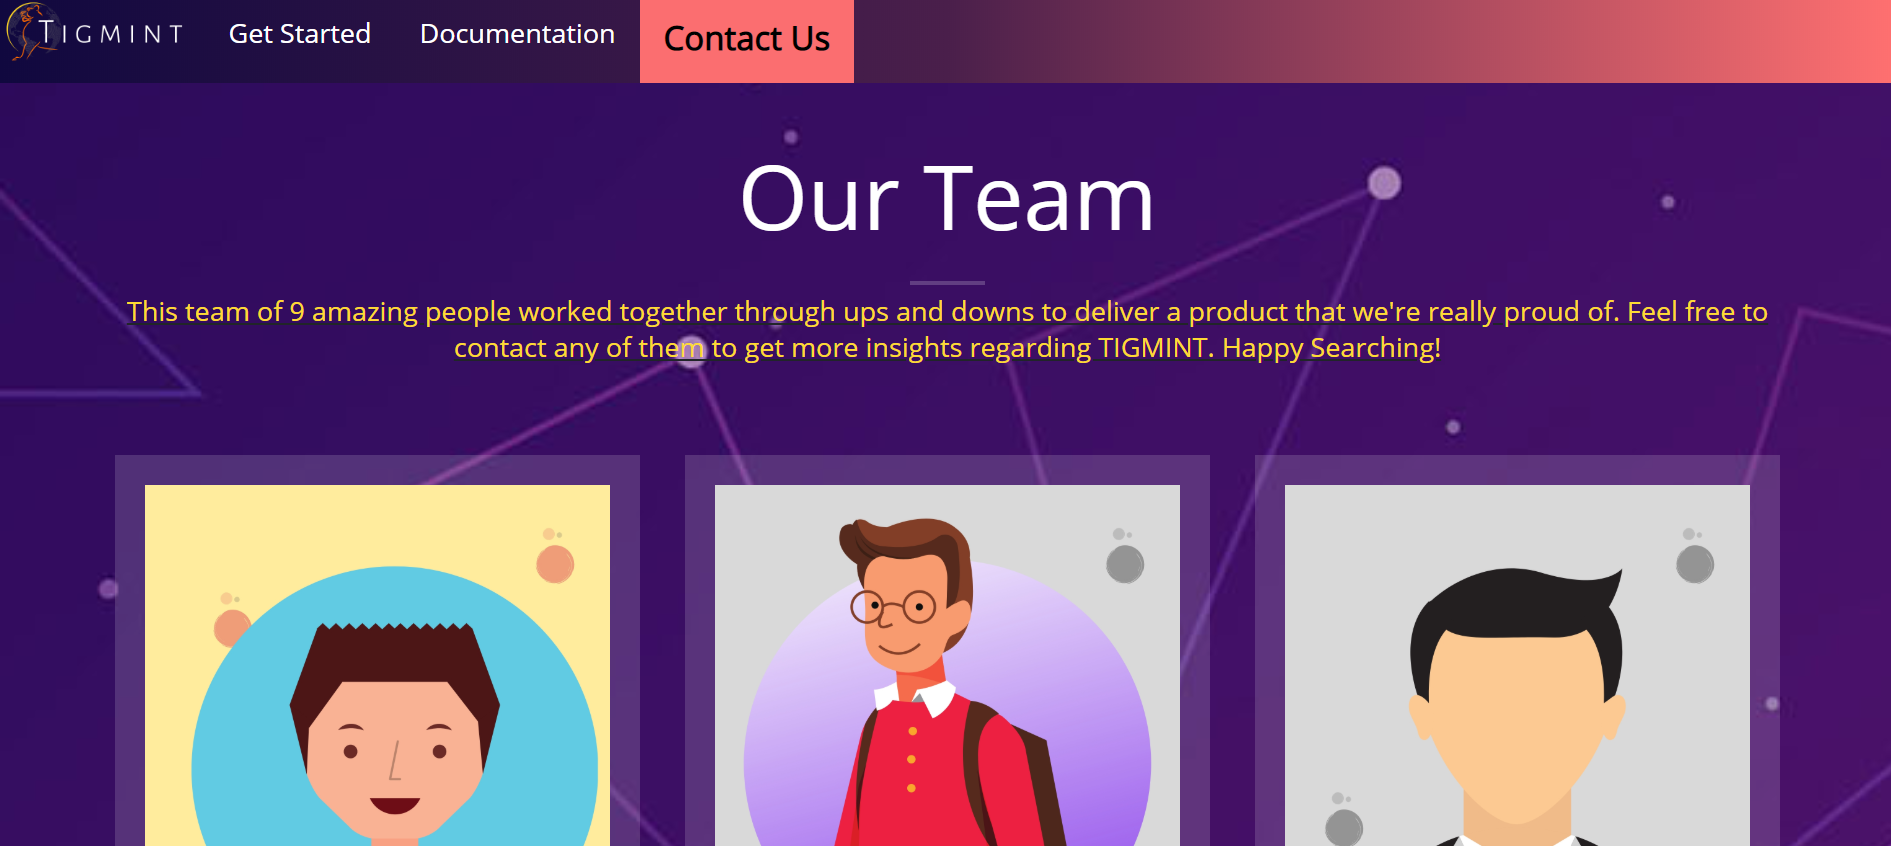 TIGMINT
Get Started
Documentation
Contact Us
Our Team
This team of 9 amazing people worked together through ups and downs to deliver a product that we're really proud of. Feel free to
contact any of them to get more insights regarding TIGMINT. Happy Searching!